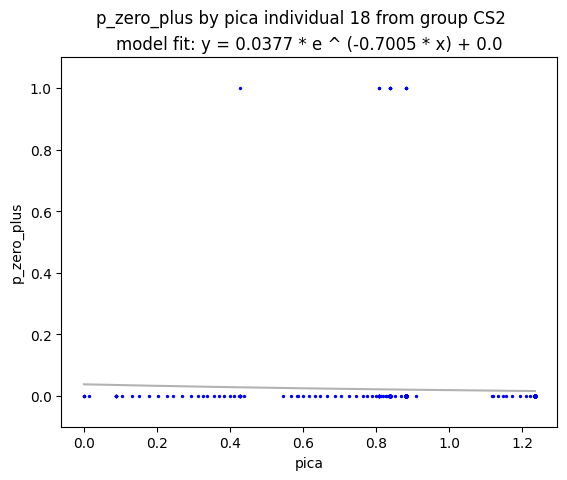 p_zero_plus by pica individual 18 from group CS2
model fit: y = 0.0377 * e ^ (-0.7005 * x) + 0.0
1.0
0.8
0.6
0.4
0.2
0.0
p_zero_plus
0.0 0.2 0.4 0.6 0.8 1.0 1.2
pica